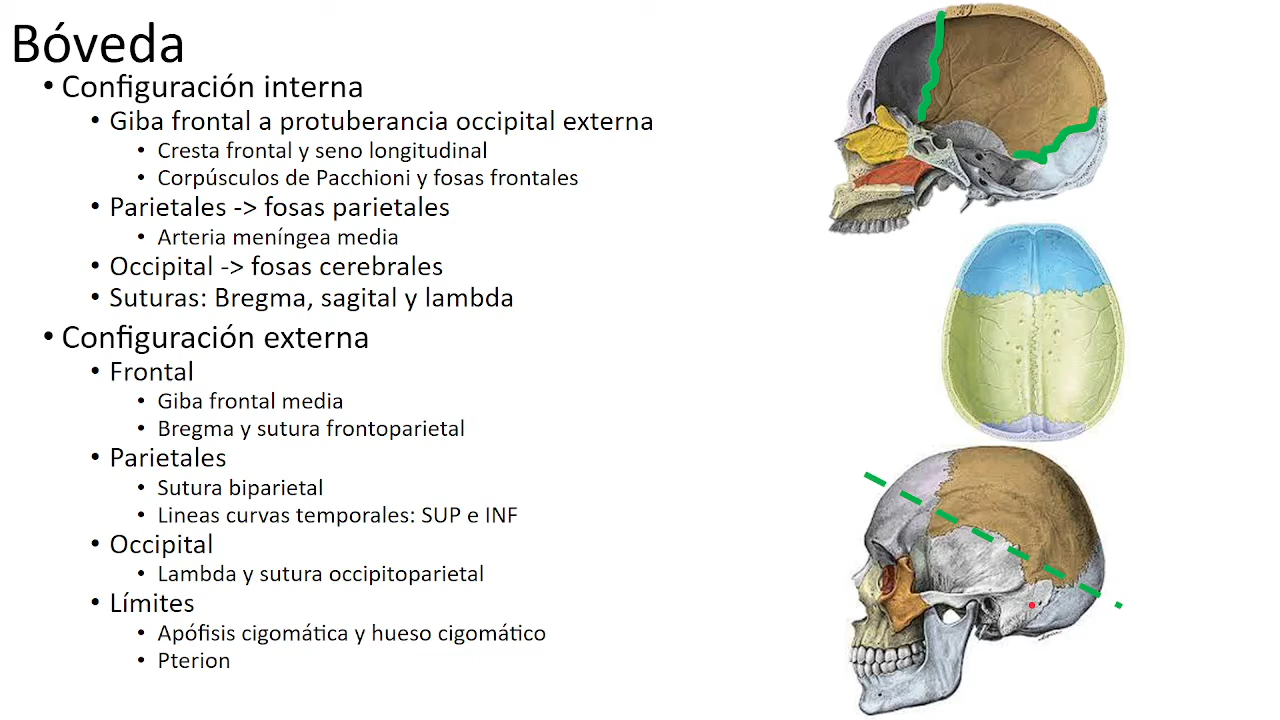 Bóveda
• Configuración interna
• Giba frontal a protuberancia occipital externa
• Cresta frontal y seno longitudinal
• Corpúsculos de Pacchioni y fosas frontales
• Parietales -> fosas parietales
• Arteria meníngea media
• Occipital -> fosas cerebrales
• Suturas: Bregma, sagital y lambda
• Configuración externa
• Frontal
• Giba frontal media
• Bregma y sutura frontoparietal
• Parietales
• Sutura biparietal
• Lineas curvas temporales: SUP e INF
• Occipital
• Lambda y sutura occipitoparietal
• Límites
• Apófisis cigomática y hueso cigomático
• Pterion